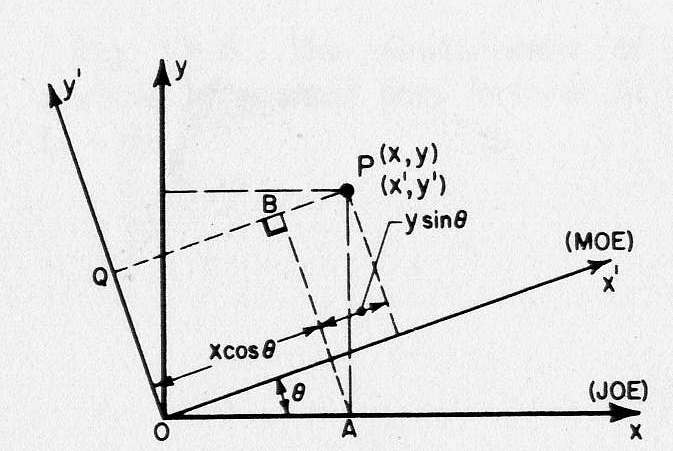 y'
y
P (x, y)
(x', y')
B
y sin θ
(MOE)
x'
Q
x cos θ
θ
(JOE)
O
A
x